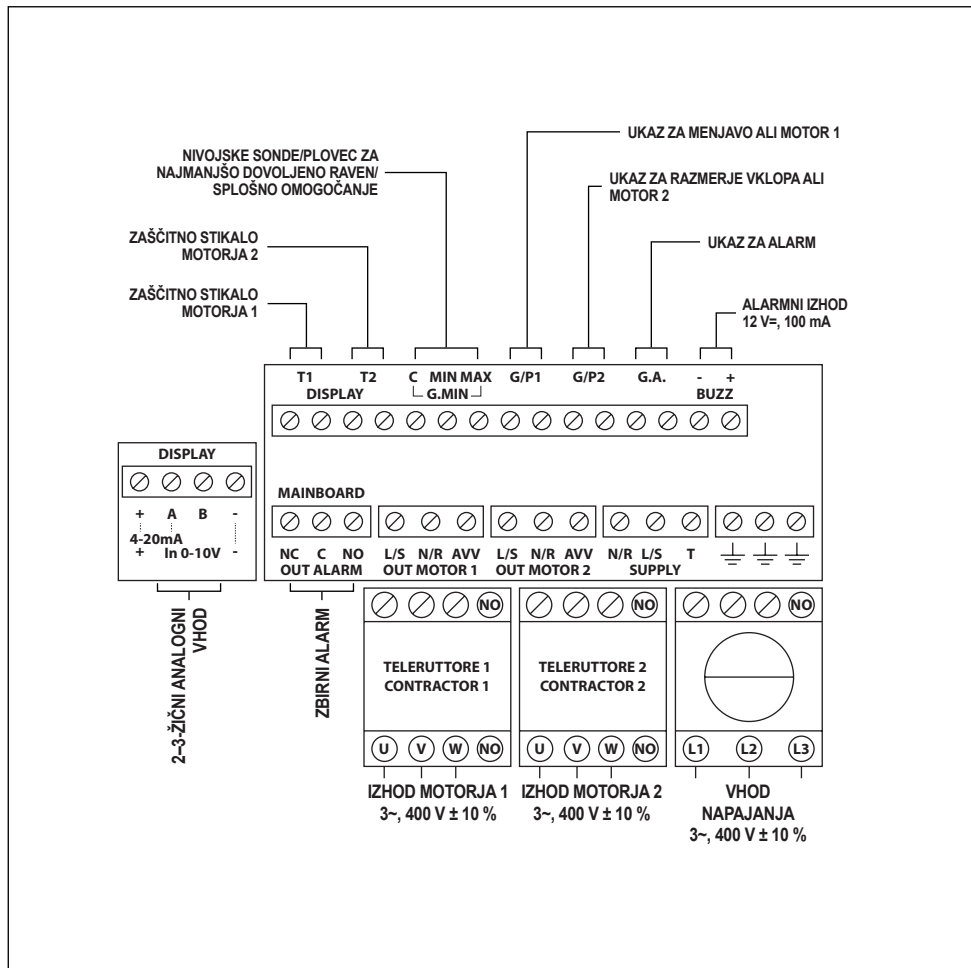 UKAZ ZA MENJAVO ALI MOTOR 1
NIVOJSKE SONDE/PLOVEC ZA
NAJMANJŠO DOVOLJENO RAVEN/
SPLOŠNO OMOGOČANJE
UKAZ ZA RAZMERJE VKLOPA ALI
MOTOR 2
ZAŠČITNO STIKALO
MOTORJA 2
UKAZ ZA ALARM
ZAŠČITNO STIKALO
MOTORJA 1
ALARMNI IZHOD
12 V=, 100 mA
T1 T2 C MIN MAX G/P1 G/P2 G.A. - +
DISPLAY G.MIN BUZZ
DISPLAY
+ A B -
4-20mA
+ In 0-10V -
2–3-ŽIČNI ANALOGNI
VHOD
MAINBOARD
NC C NO L/S N/R AVV L/S N/R AVV N/R L/S T
OUT ALARM OUT MOTOR 1 OUT MOTOR 2 SUPPLY
ZBIRNI ALARM
NO NO NO
TELERUTTORE 1
CONTRACTOR 1
TELERUTTORE 2
CONTRACTOR 2
U V W NO U V W NO L1 L2 L3
IZHOD MOTORJA 1
3~, 400 V ± 10 %
IZHOD MOTORJA 2
3~, 400 V ± 10 %
VHOD
NAPAJANJA
3~, 400 V ± 10 %